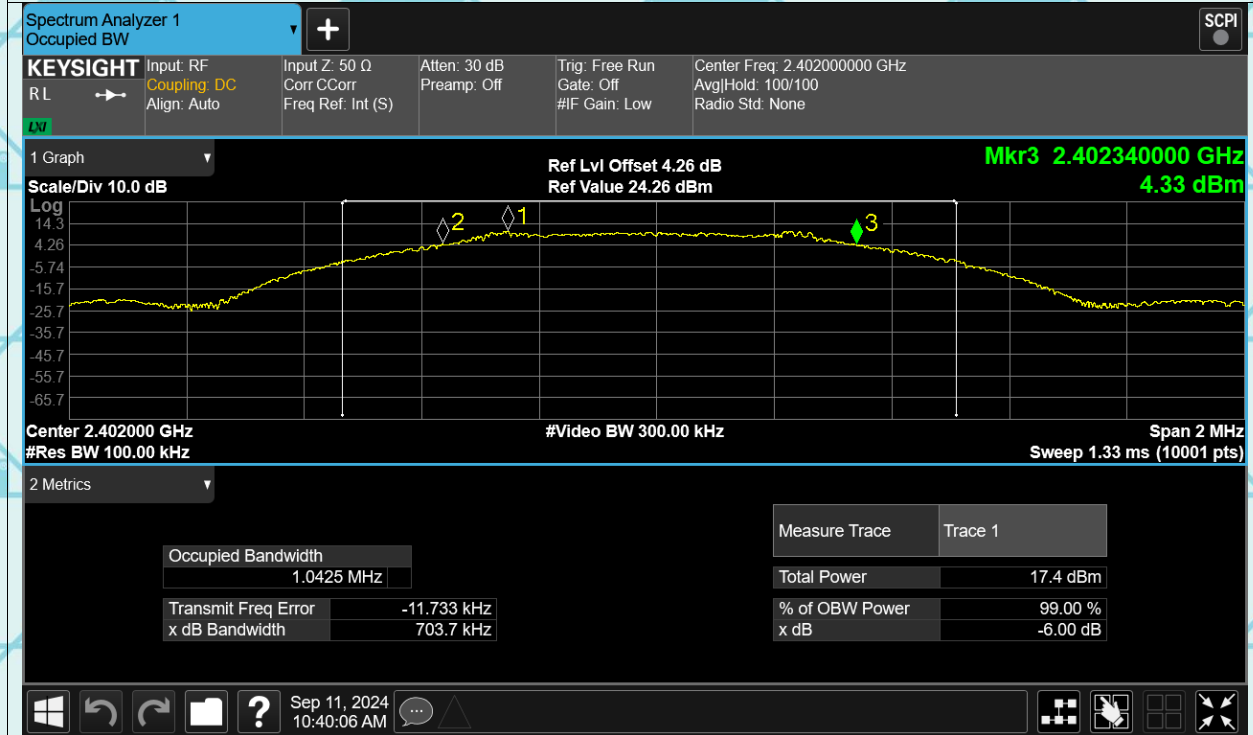 Spectrum Analyzer 1
Occupied BW
+
SCPI
KEYSIGHT
R L
LXI
Input: RF
Coupling: DC
Align: Auto
Input Z: 50 Ω
Corr CCorr
Freq Ref: Int (S)
Atten: 30 dB
Preamp: Off
Trig: Free Run
Gate: Off
#IF Gain: Low
Center Freq: 2.402000000 GHz
Avg|Hold: 100/100
Radio Std: None
1 Graph
Scale/Div 10.0 dB
Ref Lvl Offset 4.26 dB
Ref Value 24.26 dBm
Mkr3 2.402340000 GHz
4.33 dBm
Log
14.3
4.26
-5.74
-15.7
-25.7
-35.7
-45.7
-55.7
-65.7
2
1
3
Center 2.402000 GHz
#Video BW 300.00 kHz
Span 2 MHz
#Res BW 100.00 kHz
Sweep 1.33 ms (10001 pts)
2 Metrics
Occupied Bandwidth
1.0425 MHz
Transmit Freq Error -11.733 kHz
x dB Bandwidth 703.7 kHz
Measure Trace Trace 1
Total Power 17.4 dBm
% of OBW Power 99.00 %
x dB -6.00 dB
?
Sep 11, 2024
10:40:06 AM